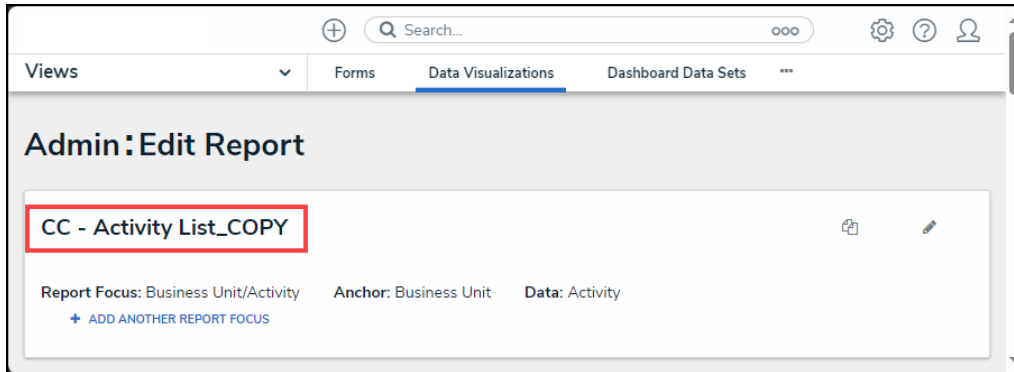 Search...
Views Forms Data Visualizations Dashboard Data Sets
Admin:Edit Report
CC - Activity List_COPY
Report Focus: Business Unit/Activity Anchor: Business Unit Data: Activity
+ ADD ANOTHER REPORT FOCUS